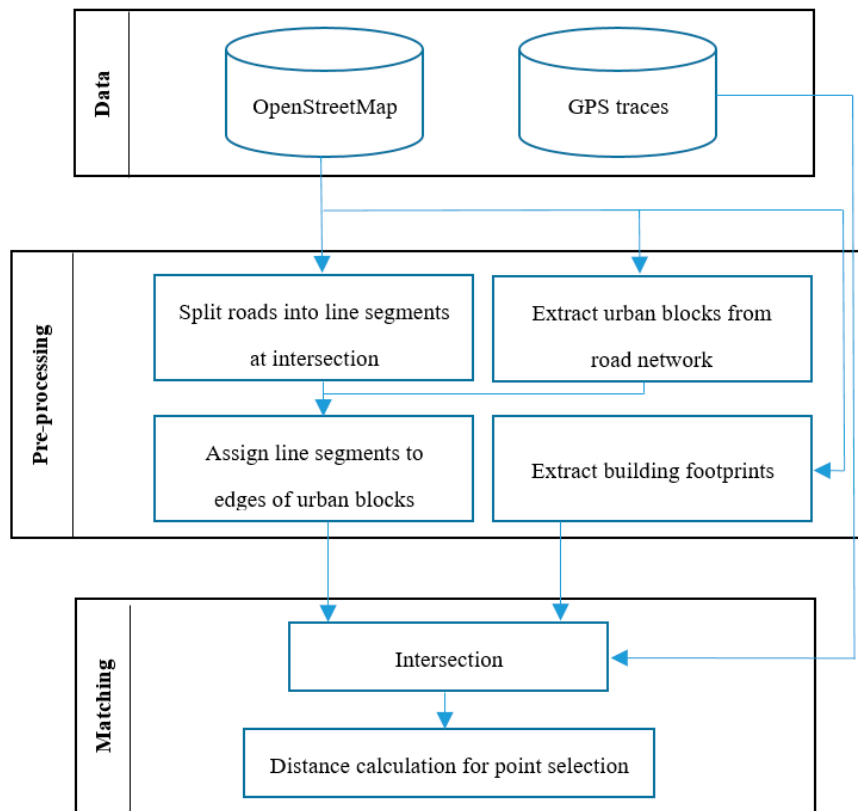 Data
OpenStreetMap
GPS traces
Pre-processing
Split roads into line segments
at intersection
Extract urban blocks from
road network
Assign line segments to
edges of urban blocks
Extract building footprints
Matching
Intersection
Distance calculation for point selection